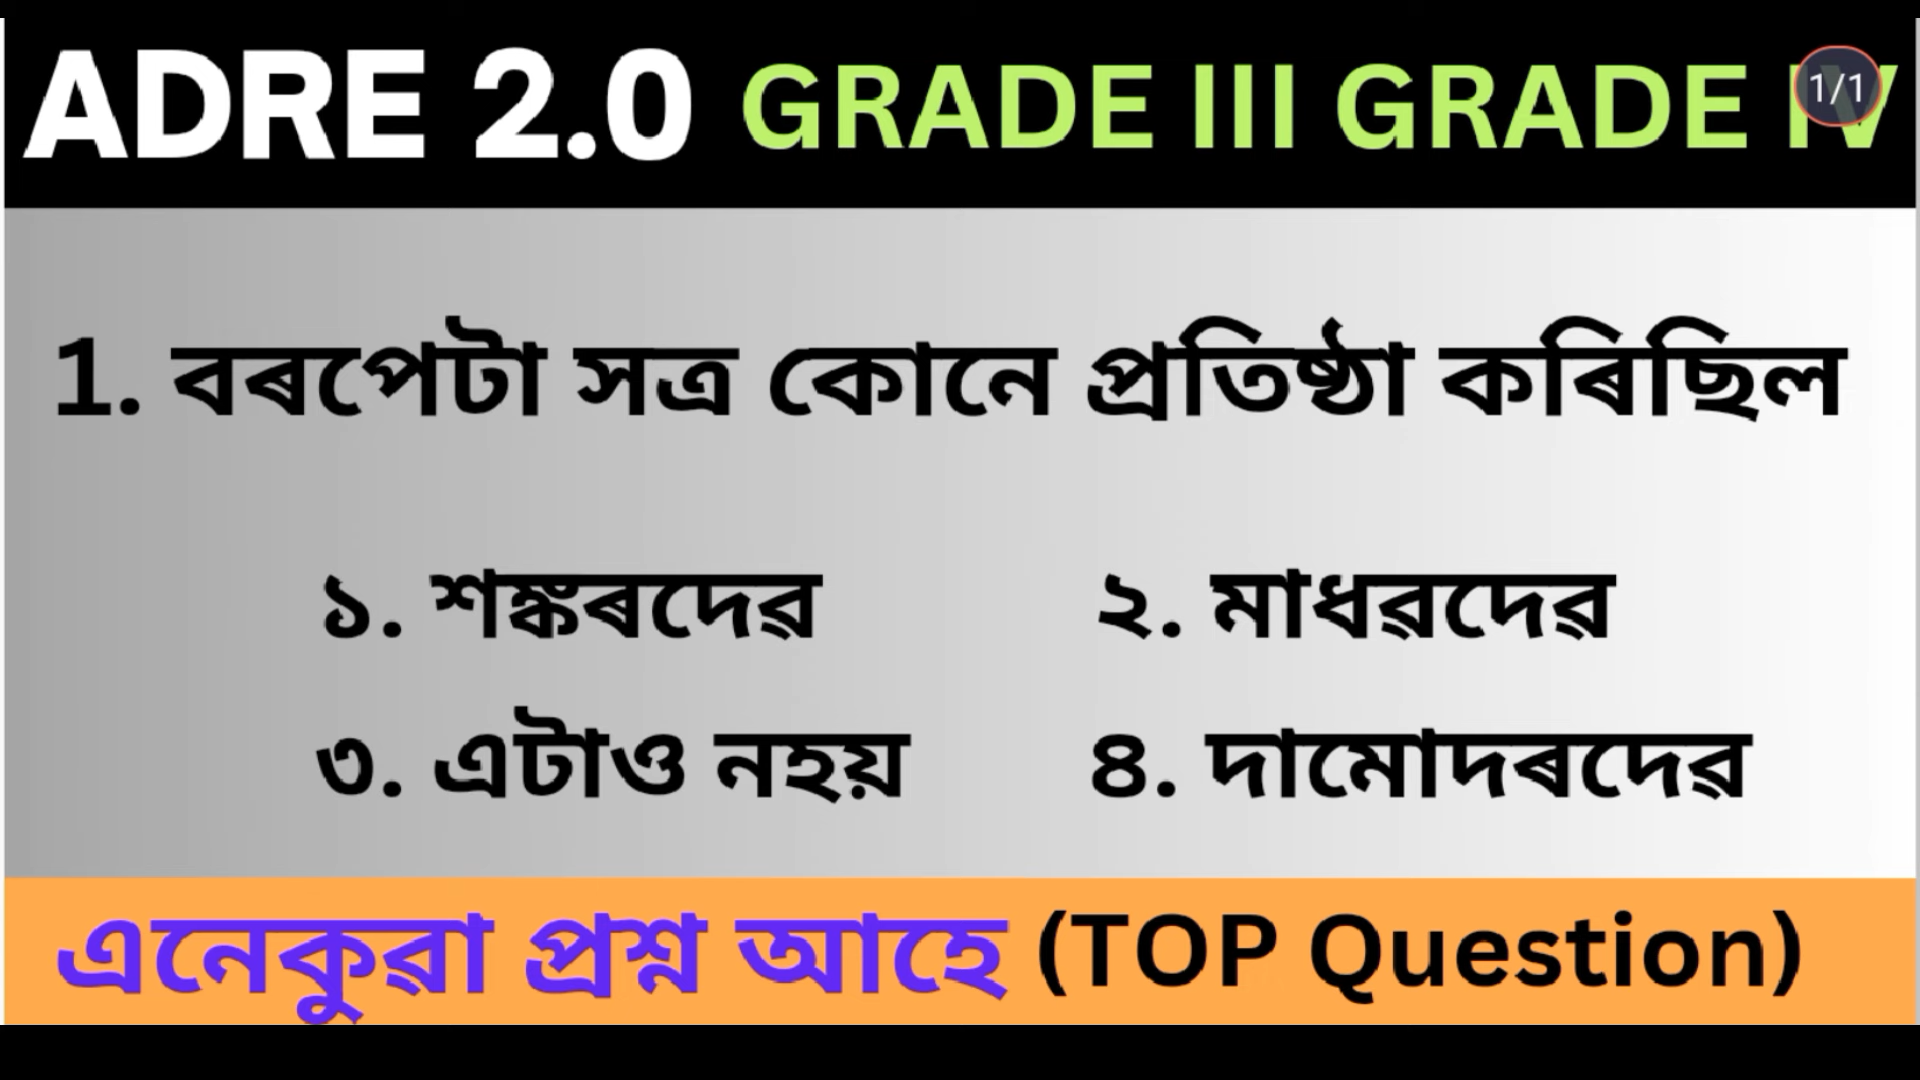 ADRE 2.0 GRADE III GRADE IV
1/1
1. বৰপেটা সত্ৰ কোনে প্ৰতিষ্ঠা কৰিছিল
১. শঙ্কৰদেৱ ২. মাধৱদেৱ
৩. এটাও নহয় ৪. দামোদৰদেৱ
এনেকুৱা প্ৰশ্ন আহে (TOP Question)